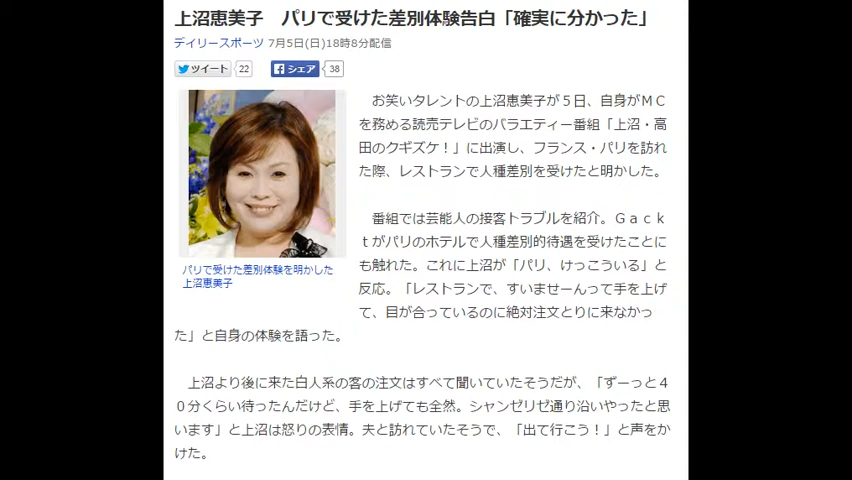 上沼恵美子　パリで受けた差別体験告白「確実に分かった」
デイリースポーツ 7月5日(日)18時8分配信
ツイート 22 シェア 38
お笑いタレントの上沼恵美子が５日、自身がＭＣ
を務める読売テレビのバラエティー番組「上沼・高
田のクギズケ！」に出演し、フランス・パリを訪れ
た際、レストランで人種差別を受けたと明かした。
番組では芸能人の接客トラブルを紹介。Ｇａｃｋ
ｔがパリのホテルで人種差別的待遇を受けたことに
も触れた。これに上沼が「パリ、けっこういる」と
反応。「レストランで、すいませーんって手を上げ
て、目が合っているのに絶対注文とりに来なかっ
た」と自身の体験を語った。
パリで受けた差別体験を明かした
上沼恵美子
上沼より後に来た白人系の客の注文はすべて聞いていたそうだが、「ずーっと４
０分くらい待ったんだけど、手を上げても全然。シャンゼリゼ通り沿いやったと思
います」と上沼は怒りの表情。夫と訪れていたそうで、「出て行こう！」と声をか
けた。